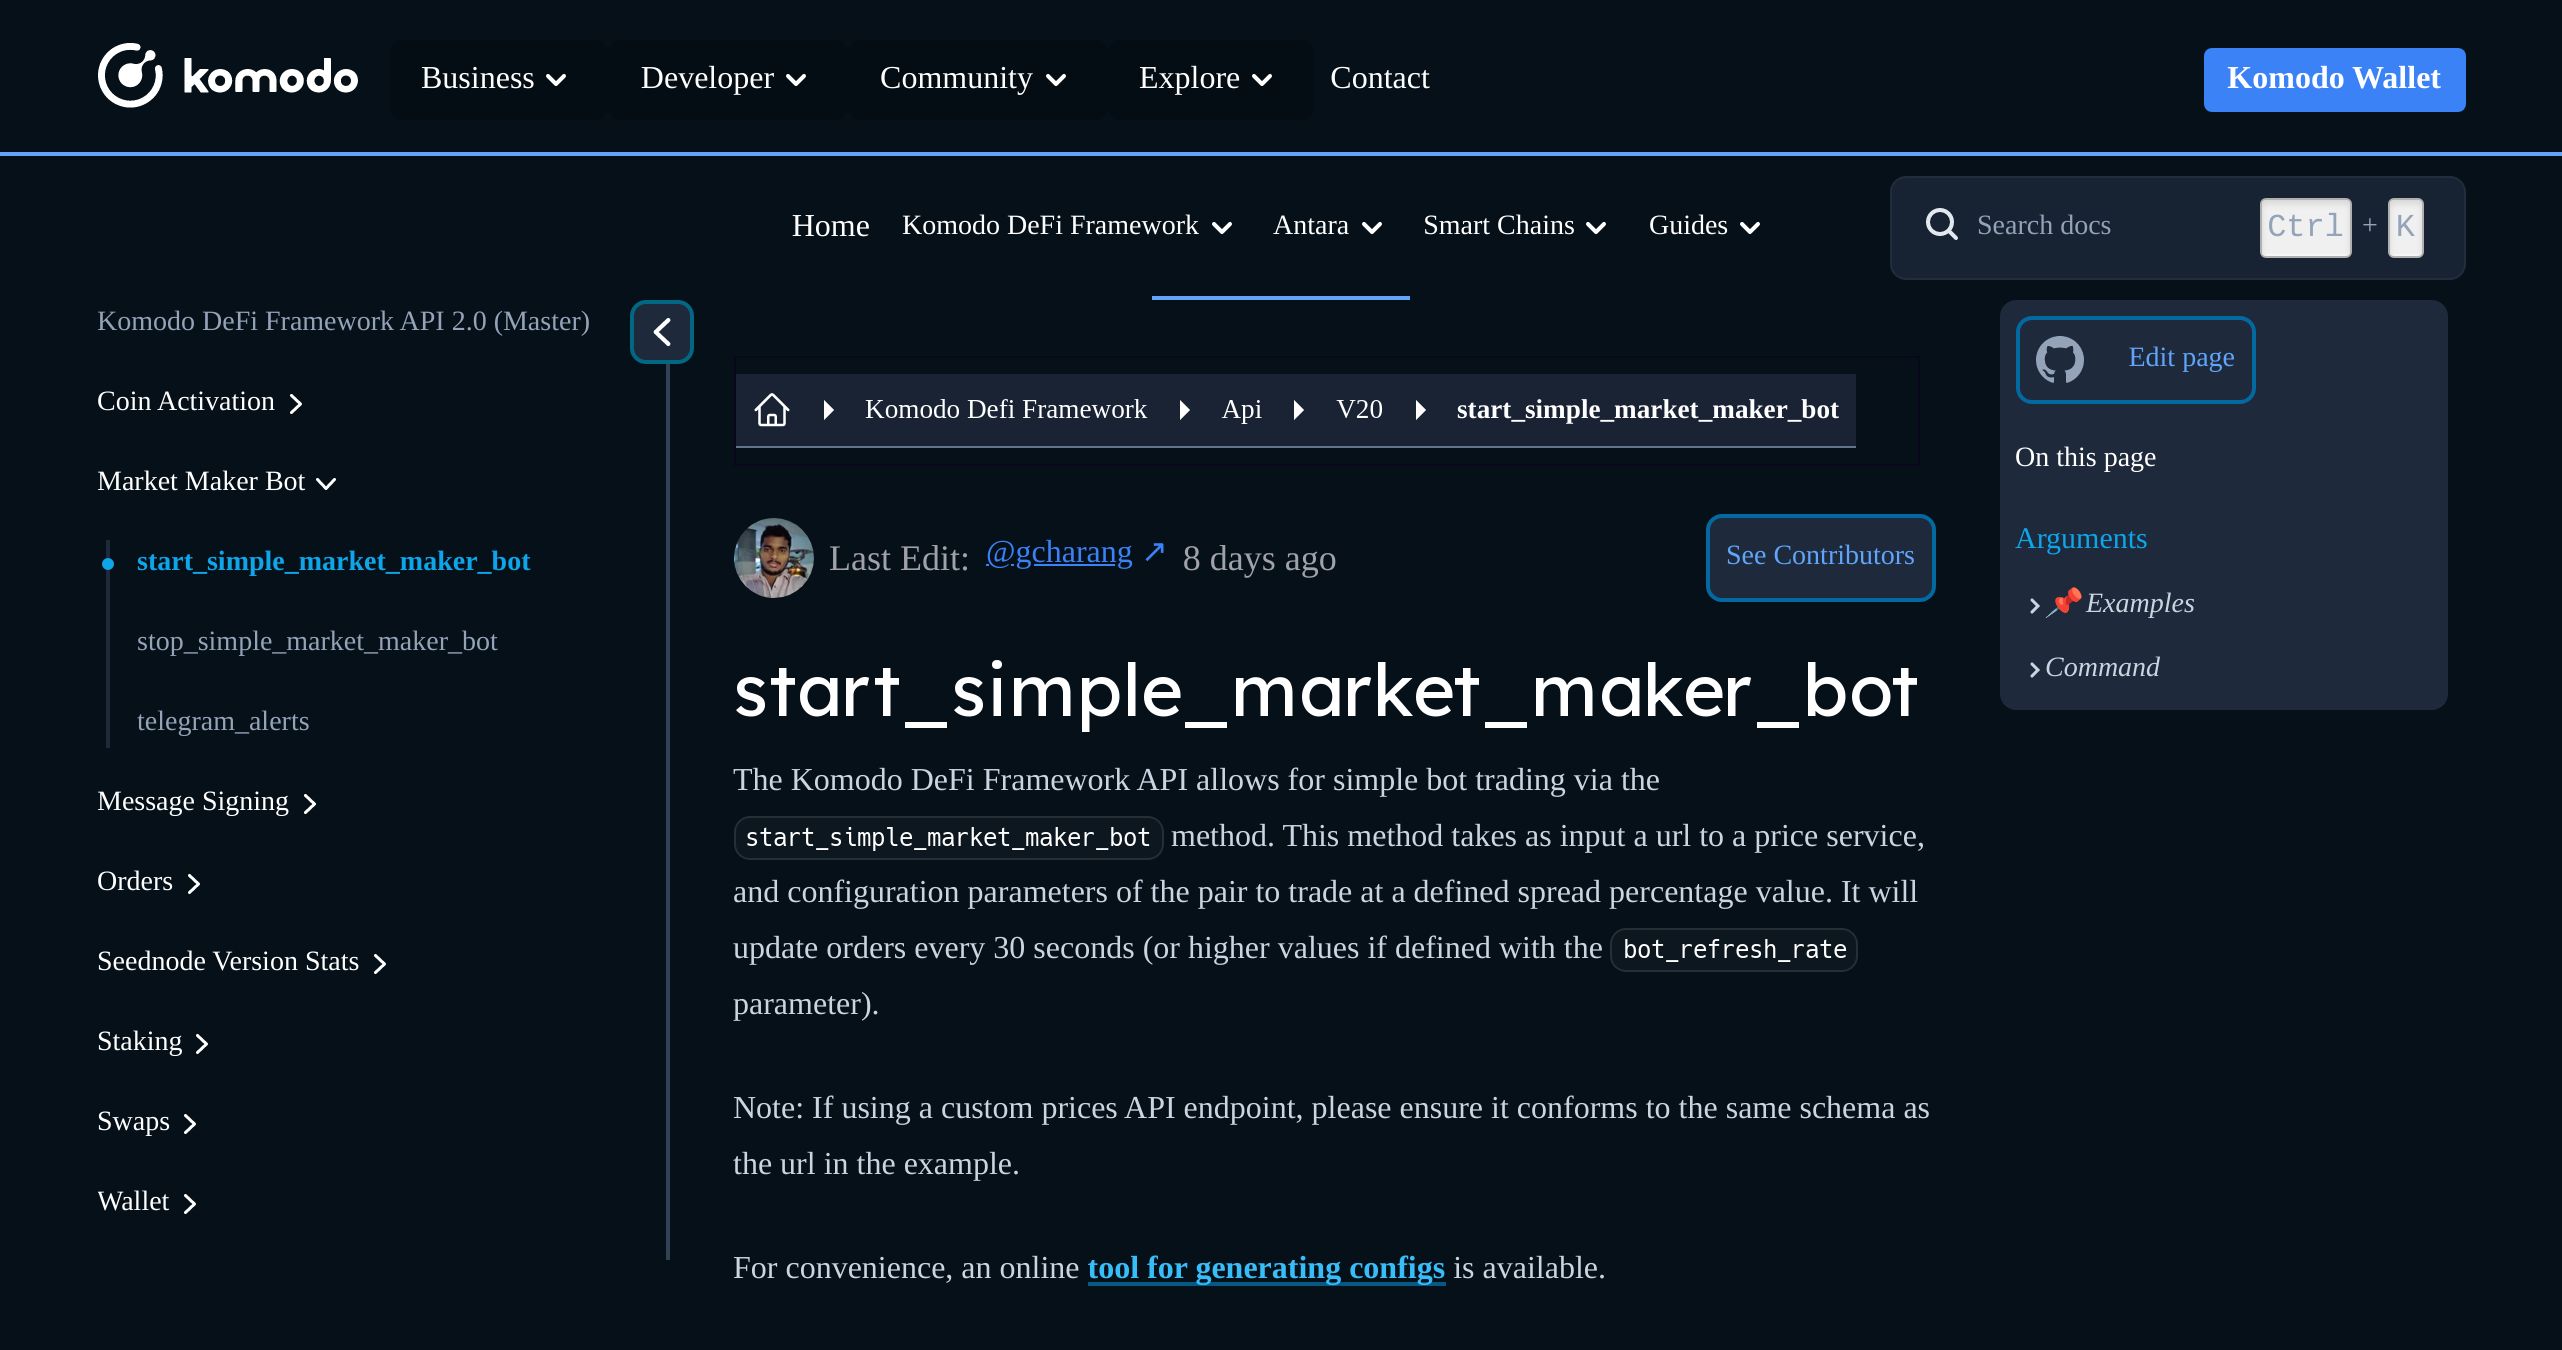 komodo
Business
Developer
Community
Explore
Contact
Komodo Wallet
Home
Komodo DeFi Framework
Antara
Smart Chains
Guides
Search docs
Ctrl + K
Komodo DeFi Framework API 2.0 (Master)
Coin Activation
Market Maker Bot
start_simple_market_maker_bot
stop_simple_market_maker_bot
telegram_alerts
Message Signing
Orders
Seednode Version Stats
Staking
Swaps
Wallet
Komodo Defi Framework
Api
V20
start_simple_market_maker_bot
Last Edit: @gcharang ↗ 8 days ago
See Contributors
start_simple_market_maker_bot
The Komodo DeFi Framework API allows for simple bot trading via the
start_simple_market_maker_bot method. This method takes as input a url to a price service,
and configuration parameters of the pair to trade at a defined spread percentage value. It will
update orders every 30 seconds (or higher values if defined with the bot_refresh_rate
parameter).
Note: If using a custom prices API endpoint, please ensure it conforms to the same schema as
the url in the example.
For convenience, an online tool for generating configs is available.
Edit page
On this page
Arguments
📌 Examples
Command